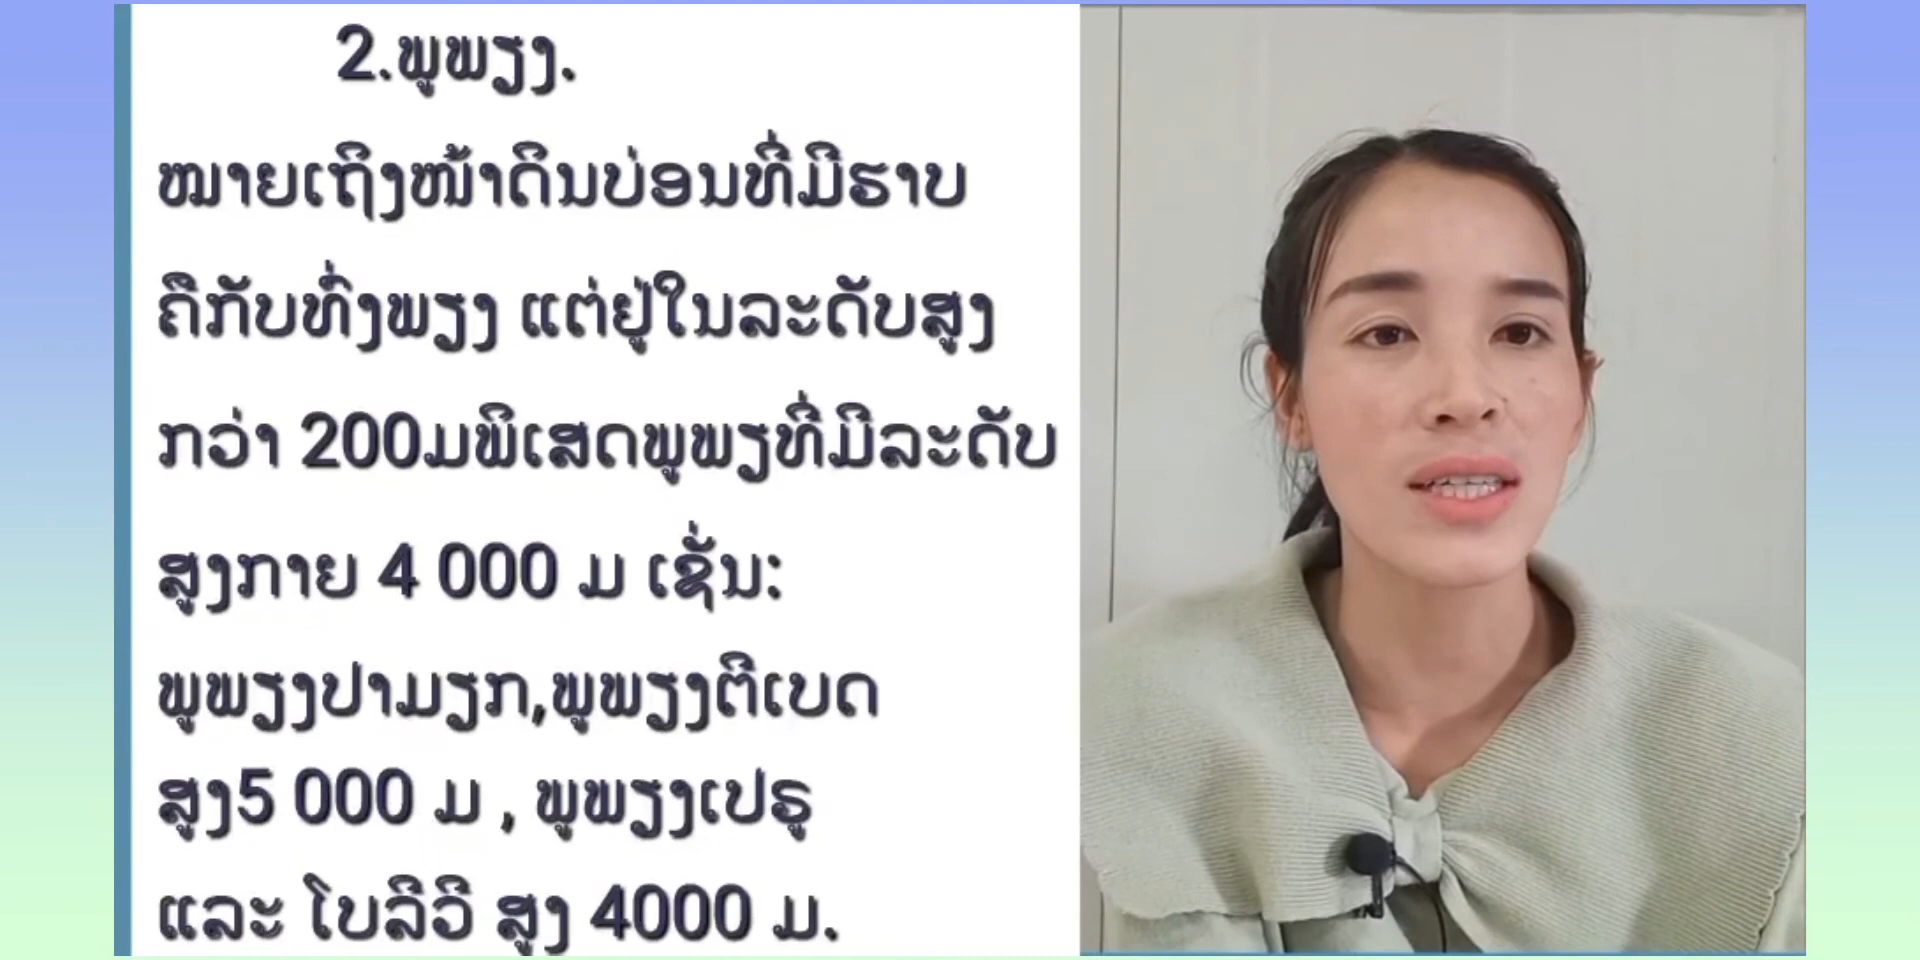 2.ພູພຽງ.
ໝາຍເຖິງໜ້າດິນບ່ອນທີ່ມີຮາບ
ຄືກັບທົ່ງພຽງ ແຕ່ຢູ່ໃນລະດັບສູງ
ກວ່າ 200ມພິເສດພູພຽທີ່ມີລະດັບ
ສູງກາຍ 4 000 ມ ເຊັ່ນ:
ພູພຽງປາມຽກ,ພູພຽງຕີເບດ
ສູງ5 000 ມ , ພູພຽງເປຣູ
ແລະ ໂບລີວີ ສູງ 4000 ມ.